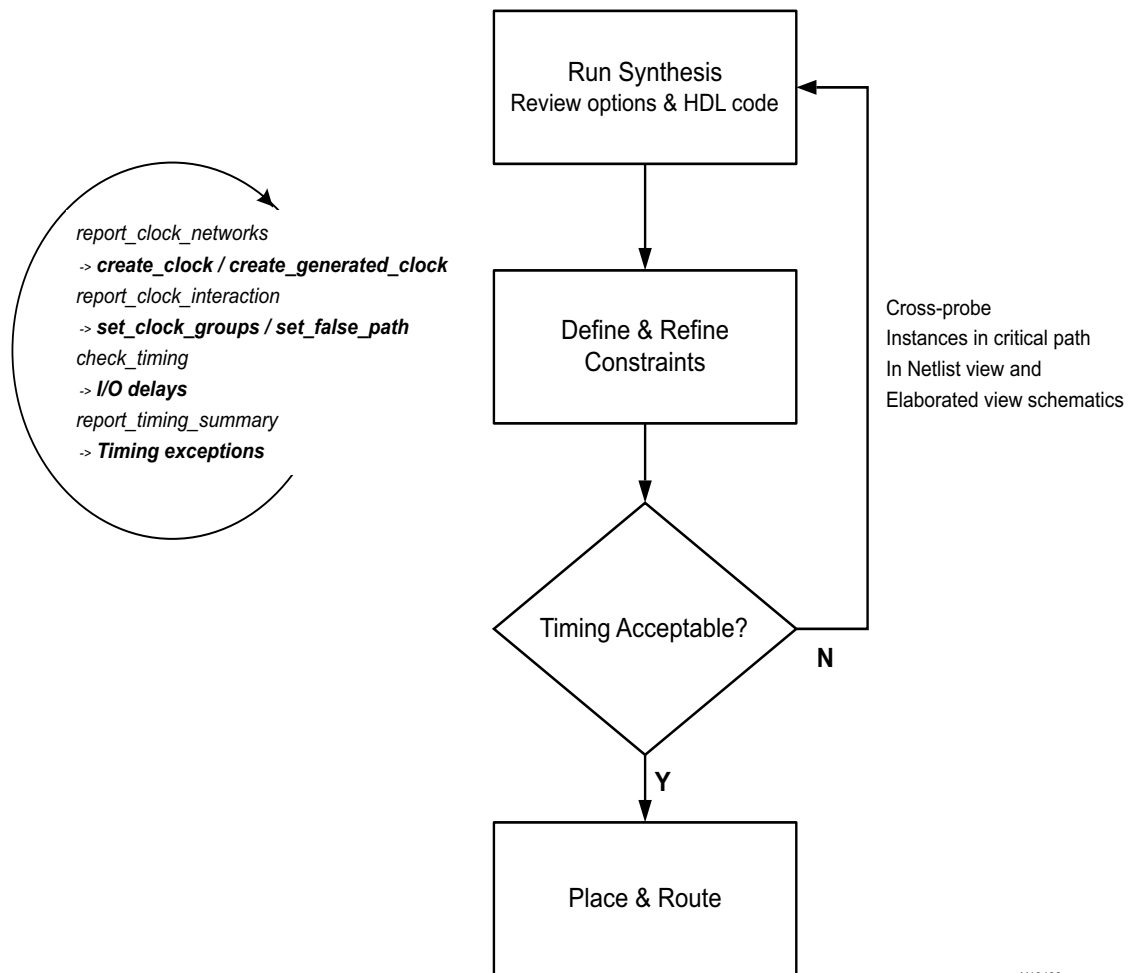 Run Synthesis
Review options & HDL code
report_clock_networks
-> create_clock / create_generated_clock
report_clock_interaction
-> set_clock_groups / set_false_path
check_timing
-> I/O delays
report_timing_summary
-> Timing exceptions
Define & Refine
Constraints
Cross-probe
Instances in critical path
In Netlist view and
Elaborated view schematics
Timing Acceptable?
N
Y
Place & Route